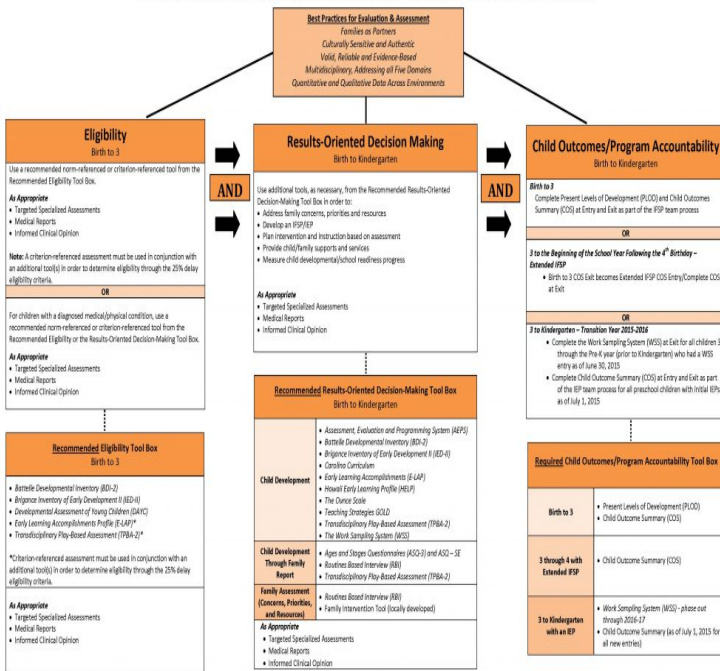 Best Practices for Evaluation & Assessment
Families as Partners
Culturally Sensitive and Authentic
Valid, Reliable and Evidence-Based
Multidisciplinary, Addressing all Five Domains
Quantitative and Qualitative Data Across Environments
Eligibility
Birth to 3
Use a recommended norm-referenced or criterion-referenced tool from the
Recommended Eligibility Tool Box.
As Appropriate
• Targeted Specialized Assessments
• Medical Reports
• Informed Clinical Opinion
Note: A criterion-referenced assessment must be used in conjunction with
an additional tool(s) in order to determine eligibility through the 25% delay
eligibility criteria.
OR
For children with a diagnosed medical/physical condition, use a
recommended norm-referenced or criterion-referenced tool from the
Recommended Eligibility or the Results-Oriented Decision-Making Tool Box.
As Appropriate
• Targeted Specialized Assessments
• Medical Reports
• Informed Clinical Opinion
Recommended Eligibility Tool Box
Birth to 3
• Battelle Developmental Inventory (BDI-2)
• Brigance Inventory of Early Development II (IED-II)
• Developmental Assessment of Young Children (DAYC)
• Early Learning Accomplishments Profile (E-LAP)*
• Transdisciplinary Play-Based Assessment (TPBA-2)*
*Criterion-referenced assessment must be used in conjunction with an
additional tool(s) in order to determine eligibility through the 25% delay
eligibility criteria.
As Appropriate
• Targeted Specialized Assessments
• Medical Reports
• Informed Clinical Opinion
AND
Results-Oriented Decision Making
Birth to Kindergarten
Use additional tools, as necessary, from the Recommended Results-Oriented
Decision-Making Tool Box in order to:
• Address family concerns, priorities and resources
• Develop an IFSP/IEP
• Plan intervention and instruction based on assessment
• Provide child/family supports and services
• Measure child developmental/school readiness progress
As Appropriate
• Targeted Specialized Assessments
• Medical Reports
• Informed Clinical Opinion
Recommended Results-Oriented Decision-Making Tool Box
Birth to Kindergarten
Child Development
• Assessment, Evaluation and Programming System (AEPS)
• Battelle Developmental Inventory (BDI-2)
• Brigance Inventory of Early Development II (IED-II)
• Carolina Curriculum
• Early Learning Accomplishments (E-LAP)
• Hawaii Early Learning Profile (HELP)
• The Ounce Scale
• Teaching Strategies GOLD
• Transdisciplinary Play-Based Assessment (TPBA-2)
• The Work Sampling System (WSS)
Child Development
Through Family
Report
• Ages and Stages Questionnaires (ASQ-3) and ASQ – SE
• Routines Based Interview (RBI)
• Transdisciplinary Play-Based Assessment (TPBA-2)
Family Assessment
(Concerns, Priorities,
and Resources)
• Routines Based Interview (RBI)
• Family Intervention Tool (locally developed)
As Appropriate
• Targeted Specialized Assessments
• Medical Reports
• Informed Clinical Opinion
AND
Child Outcomes/Program Accountability
Birth to Kindergarten
Birth to 3
Complete Present Levels of Development (PLOD) and Child Outcomes
Summary (COS) at Entry and Exit as part of the IFSP team process
OR
3 to the Beginning of the School Year Following the 4th Birthday –
Extended IFSP
• Birth to 3 COS Exit becomes Extended IFSP COS Entry/Complete COS
at Exit
OR
3 to Kindergarten – Transition Year 2015-2016
• Complete the Work Sampling System (WSS) at Exit for all children 3
through the Pre-K year (prior to Kindergarten) who had a WSS
entry as of June 30, 2015
• Complete Child Outcome Summary (COS) at Entry and Exit as part
of the IEP team process for all preschool children with initial IEPs
as of July 1, 2015
Required Child Outcomes/Program Accountability Tool Box
Birth to 3
• Present Levels of Development (PLOD)
• Child Outcome Summary (COS)
3 through 4 with
Extended IFSP
• Child Outcome Summary (COS)
3 to Kindergarten
with an IEP
• Work Sampling System (WSS) - phase out
through 2016-17
• Child Outcome Summary (as of July 1, 2015 for
all new entries)